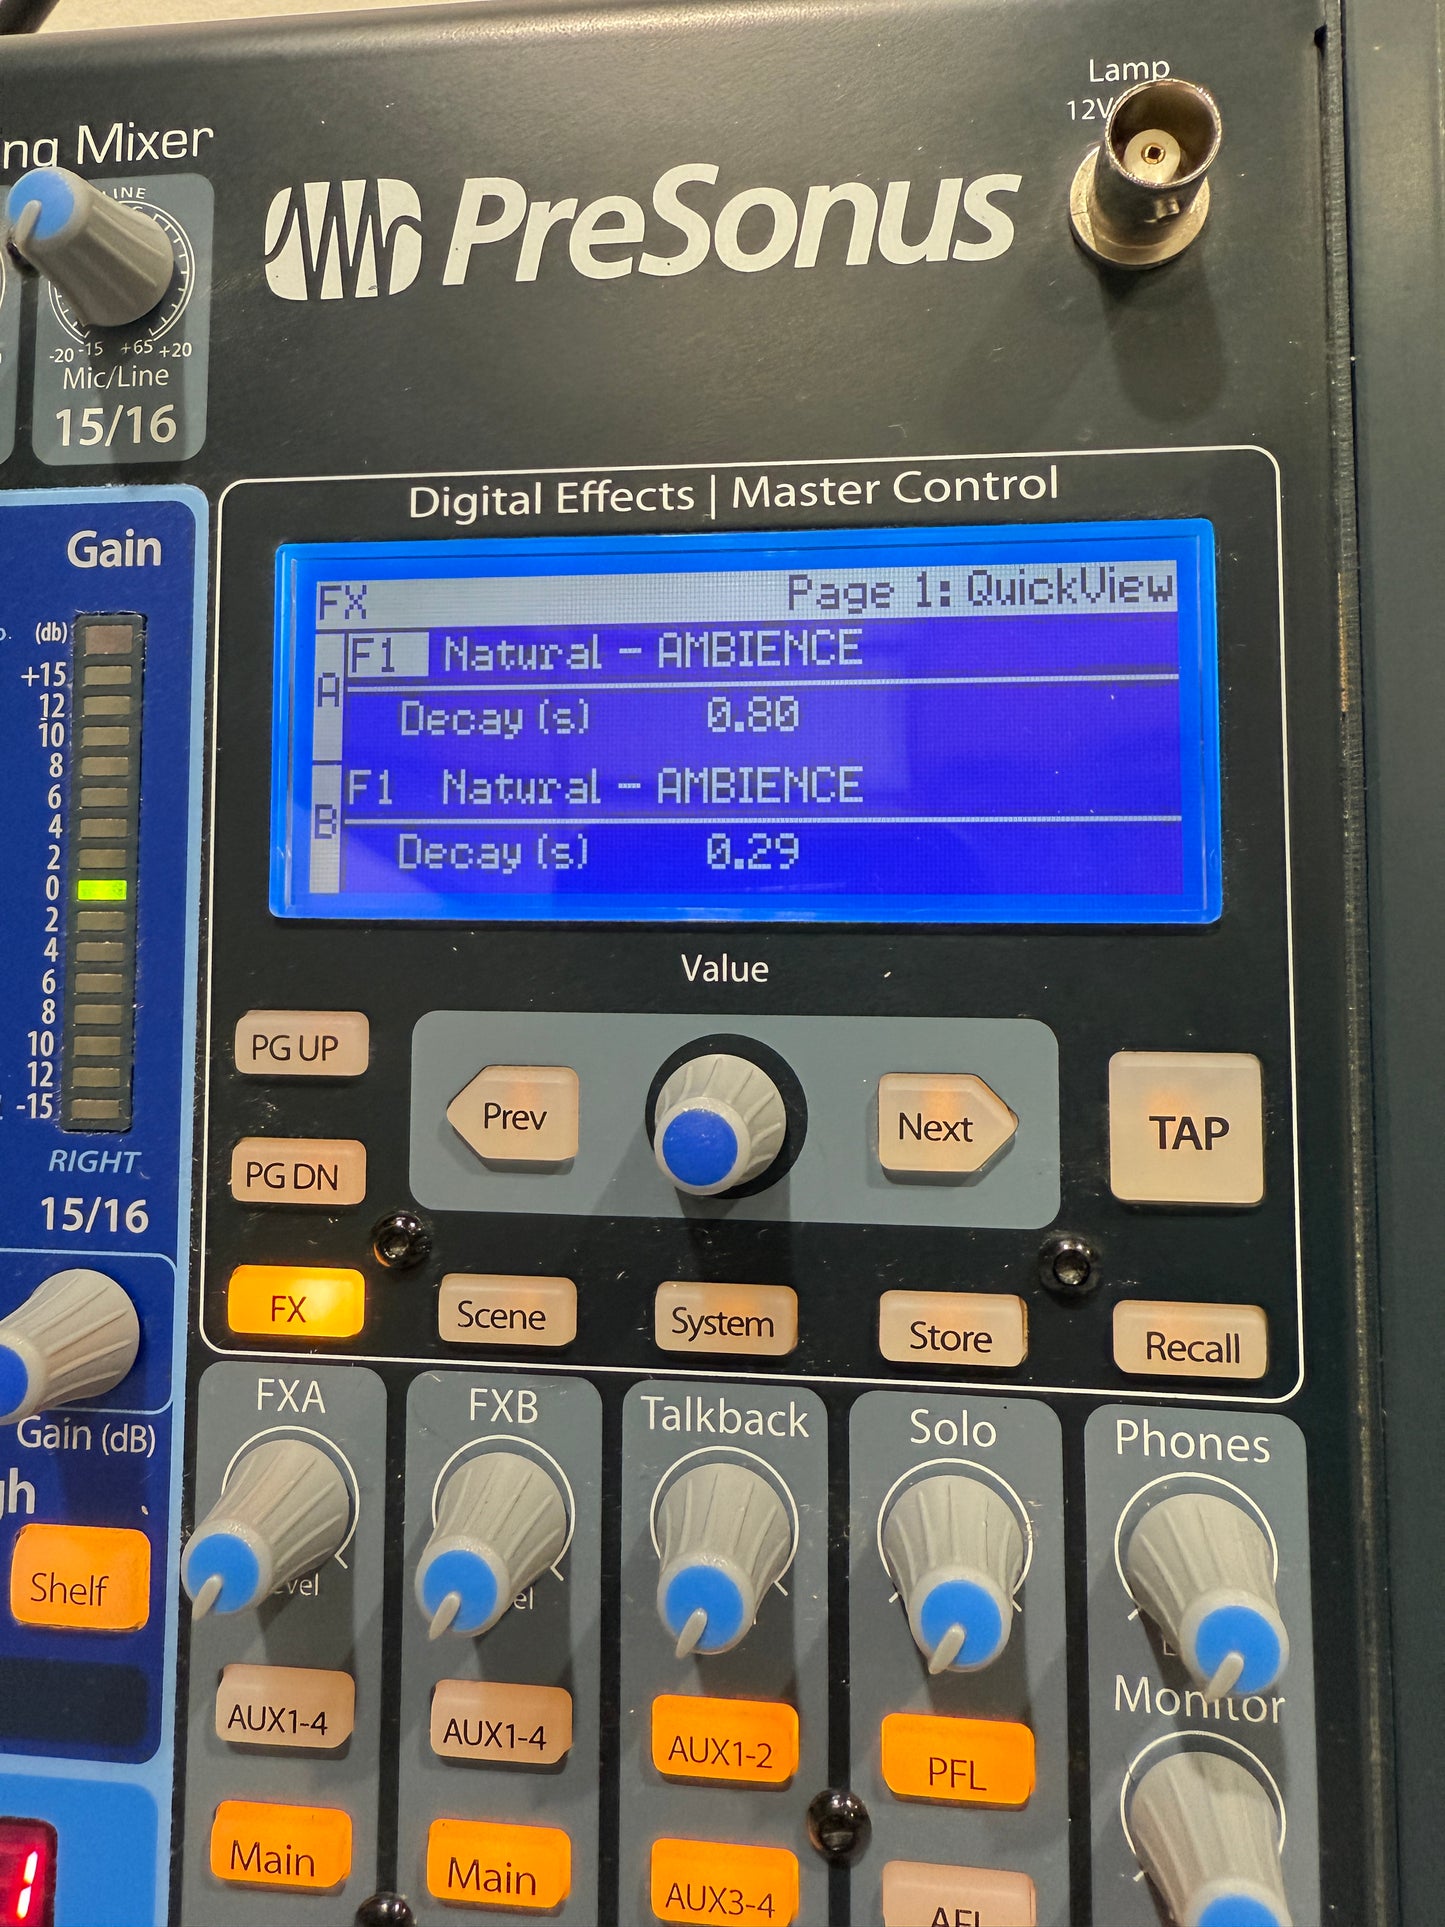 Lamp
12V
Mixer
PreSonus
LINE
-20 -15 +65 +20
Mic/Line
15/16
Digital Effects | Master Control
Gain
FX Page 1: QuickView
A F1 Natural - AMBIENCE
Decay (s) 0.80
B F1 Natural - AMBIENCE
Decay (s) 0.29
(db)
+15
12
10
8
6
4
2
0
2
4
6
8
10
12
-15
RIGHT
15/16
Value
PG UP
Prev
Next
TAP
PG DN
FX
Scene
System
Store
Recall
FXA
FXB
Talkback
Solo
Phones
Gain (dB)
Shelf
Monitor
AUX1-4
AUX1-4
AUX1-2
PFL
Main
Main
AUX3-4
AFL
1